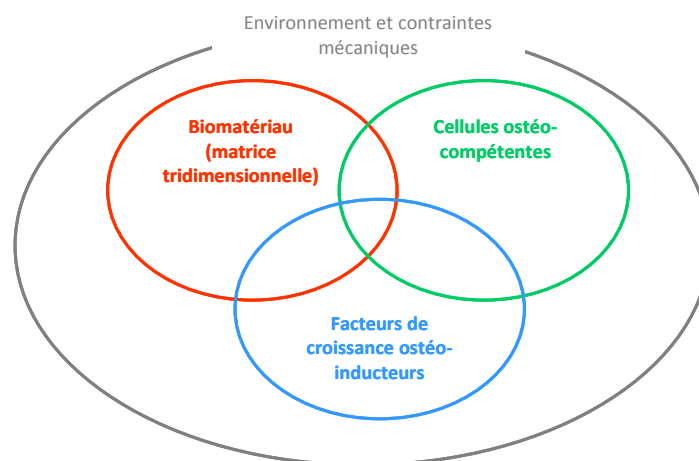 Environnement et contraintes
mécaniques
Biomatériau
(matrice
tridimensionnelle)
Cellules ostéo-
compétentes
Facteurs de
croissance ostéo-
inducteurs